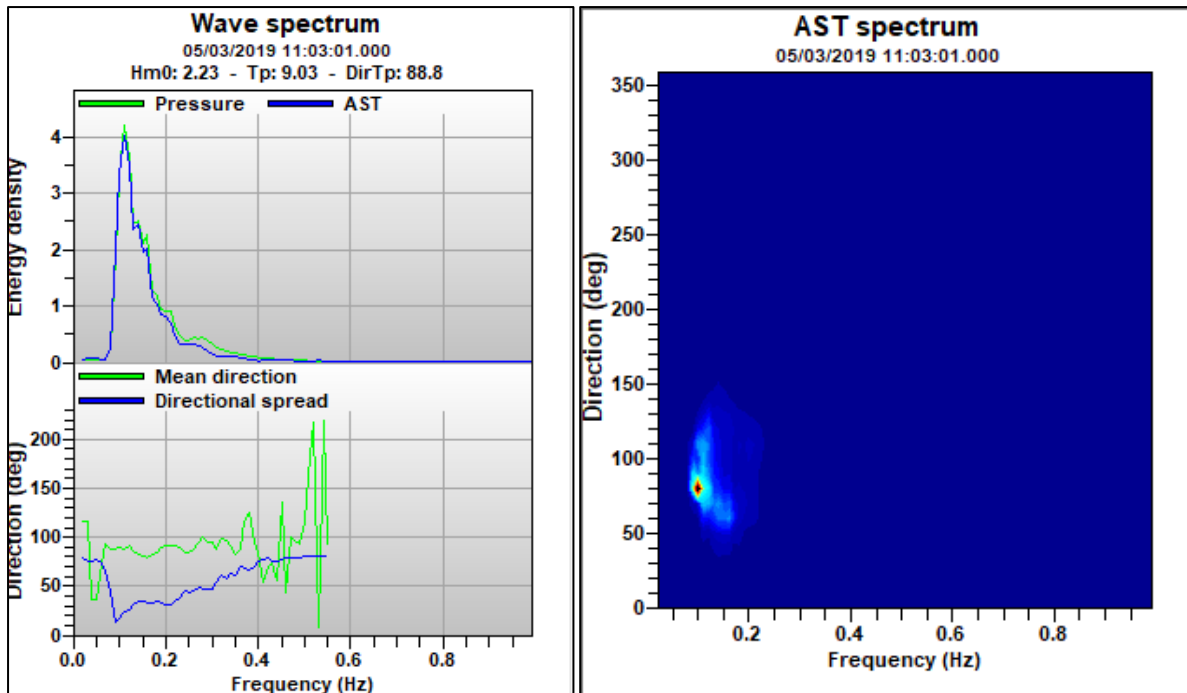 Wave spectrum
05/03/2019 11:03:01.000
Hm0: 2.23 - Tp: 9.03 - DirTp: 88.8
Pressure
AST
Energy density
4
3
2
1
0
Mean direction
Directional spread
Direction (deg)
200
150
100
50
0
0.0
0.2
0.4
0.6
0.8
Frequency (Hz)
AST spectrum
05/03/2019 11:03:01.000
Direction (deg)
350
300
250
200
150
100
50
0
0.2
0.4
0.6
0.8
Frequency (Hz)